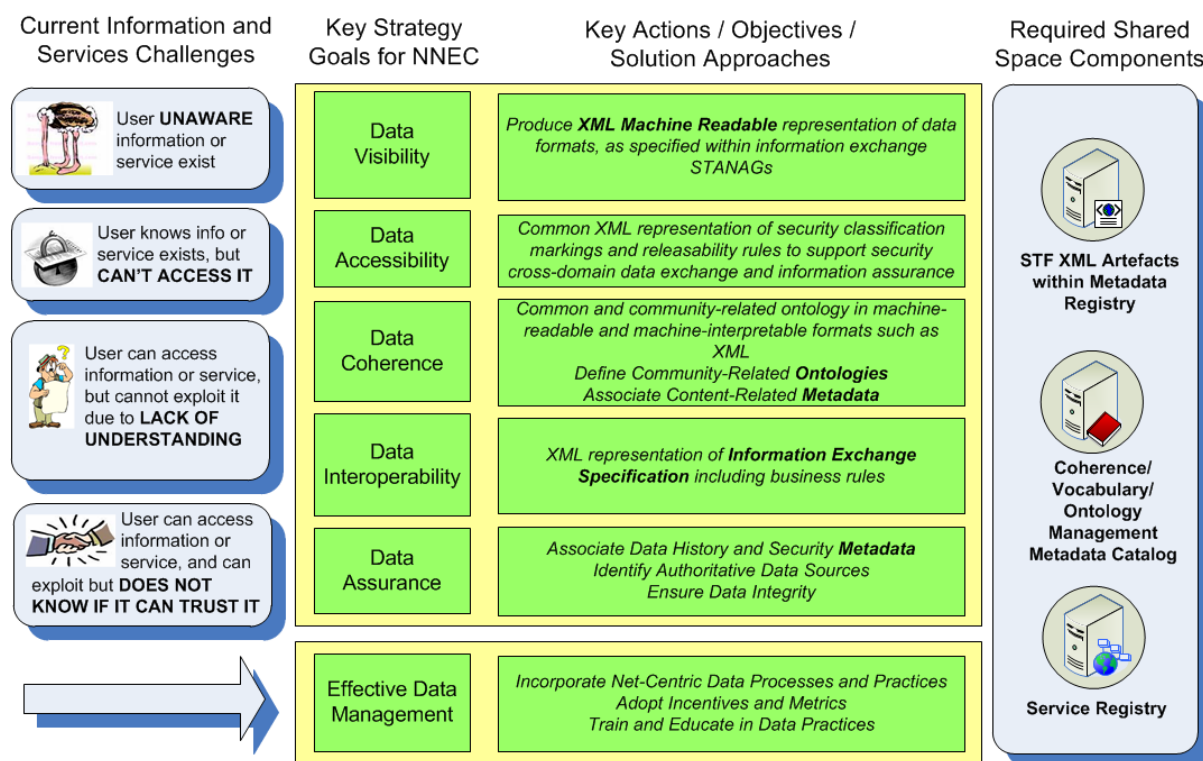 Current Information and
Services Challenges
Key Strategy
Goals for NNEC
Key Actions / Objectives /
Solution Approaches
Required Shared
Space Components
User UNAWARE
information or
service exist
User knows info or
service exists, but
CAN'T ACCESS IT
?
User can access
information or service,
but cannot exploit it
due to LACK OF
UNDERSTANDING
User can access
information or
service, and can
exploit but DOES NOT
KNOW IF IT CAN TRUST IT
Data
Visibility
Produce XML Machine Readable representation of data
formats, as specified within information exchange
STANAGs
Data
Accessibility
Common XML representation of security classification
markings and releasability rules to support security
cross-domain data exchange and information assurance
Data
Coherence
Common and community-related ontology in machine-
readable and machine-interpretable formats such as
XML
Define Community-Related Ontologies
Associate Content-Related Metadata
Data
Interoperability
XML representation of Information Exchange
Specification including business rules
Data
Assurance
Associate Data History and Security Metadata
Identify Authoritative Data Sources
Ensure Data Integrity
Effective Data
Management
Incorporate Net-Centric Data Processes and Practices
Adopt Incentives and Metrics
Train and Educate in Data Practices
STF XML Artefacts
within Metadata
Registry
Coherence/
Vocabulary/
Ontology
Management
Metadata Catalog
Service Registry